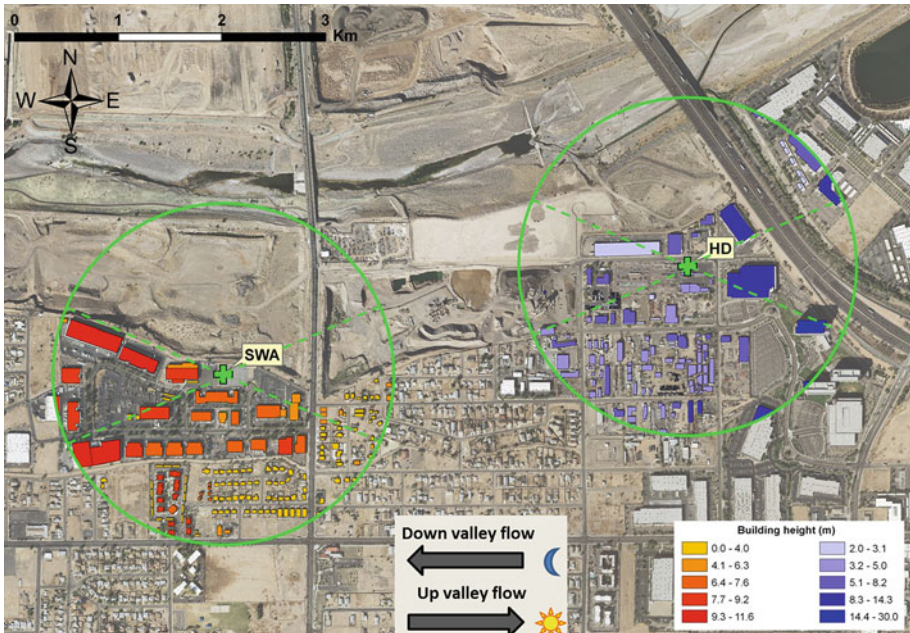 0 1 2 3
Km
N
W E
S
HD
SWA
Down valley flow
Up valley flow
Building height (m)
0.0 - 4.0 2.0 - 3.1
4.1 - 6.3 3.2 - 5.0
6.4 - 7.6 5.1 - 8.2
7.7 - 9.2 8.3 - 14.3
9.3 - 11.6 14.4 - 30.0